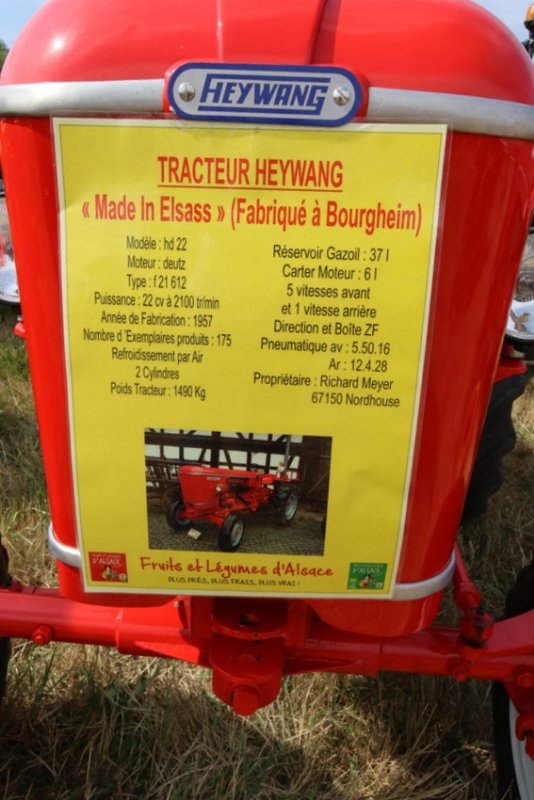 HEYWANG
TRACTEUR HEYWANG
« Made In Elsass » (Fabriqué à Bourgheim)
Modèle : hd 22
Moteur : deutz
Type : f 21 612
Puissance : 22 cv à 2100 tr/min
Année de Fabrication : 1957
Nombre d 'Exemplaires produits : 175
Refroidissement par Air
2 Cylindres
Poids Tracteur : 1490 Kg
Réservoir Gazoil : 37 l
Carter Moteur : 6 l
5 vitesses avant
et 1 vitesse arrière
Direction et Boîte ZF
Pneumatique av : 5.50.16
Ar : 12.4.28
Propriétaire : Richard Meyer
67150 Nordhouse
Fruits et Légumes d'Alsace
PLUS PRÈS, PLUS FRAIS, PLUS VRAI !
D'ALSACE